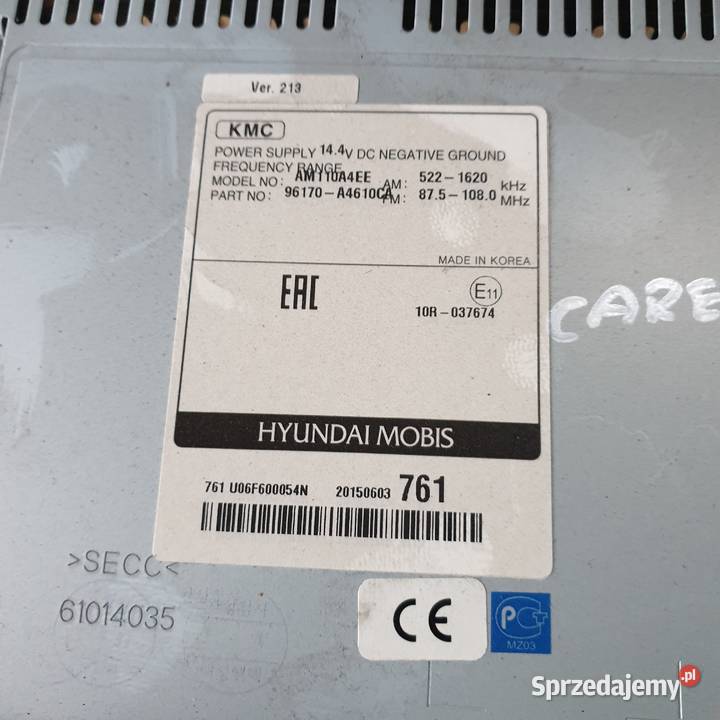 Ver. 213
KMC
POWER SUPPLY 14.4V DC NEGATIVE GROUND
FREQUENCY RANGE
MODEL NO: AM110A4EE AM: 522-1620 kHz
PART NO: 96170-A4610CA FM: 87.5-108.0 MHz
MADE IN KOREA
EAC E11
10R-037674
CARE
HYUNDAI MOBIS
761 U06F600054N 20150603 761
>SECC<
61014035
CE PCT
MZ03
Sprzedajemy.pl